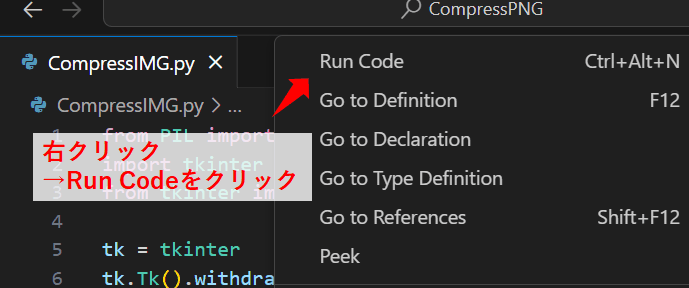 CompressPNG
CompressIMG.py
CompressIMG.py > ...
Run Code Ctrl+Alt+N
Go to Definition F12
Go to Declaration
Go to Type Definition
Go to References Shift+F12
Peek
右クリック
→Run Codeをクリック
1 from PIL import
import tkinter
from tkinter im
4
5 tk = tkinter
6 tk.Tk().withdra